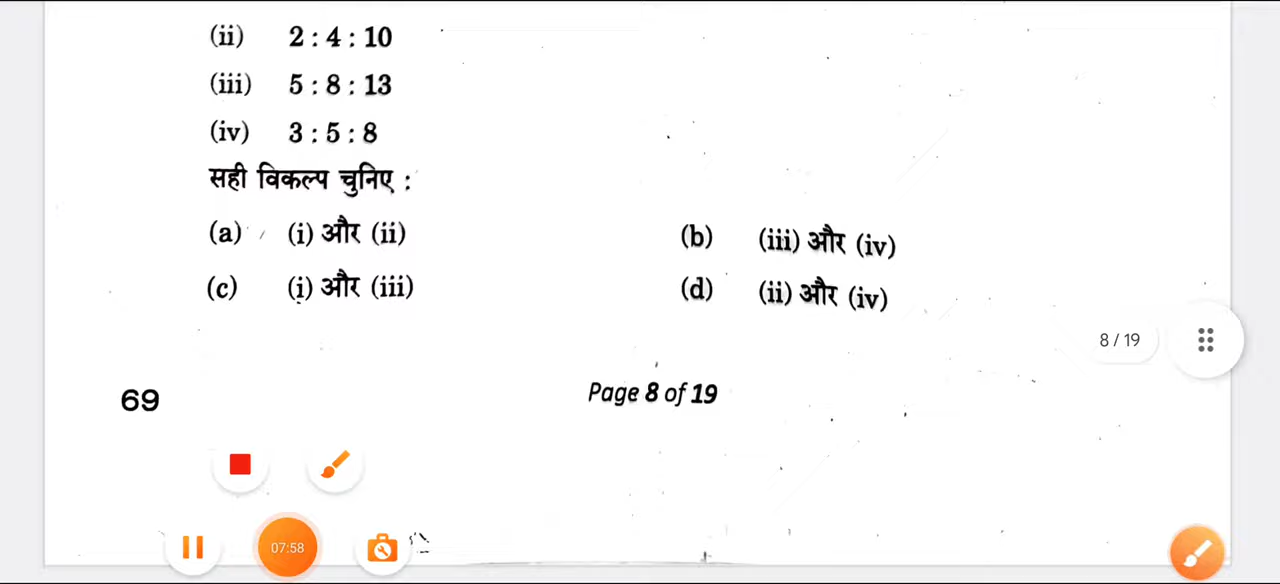 (ii) 2 : 4 : 10
(iii) 5 : 8 : 13
(iv) 3 : 5 : 8
सही विकल्प चुनिए :
(a) (i) और (ii) (b) (iii) और (iv)
(c) (i) और (iii) (d) (ii) और (iv)
8 / 19
69 Page 8 of 19
07:58